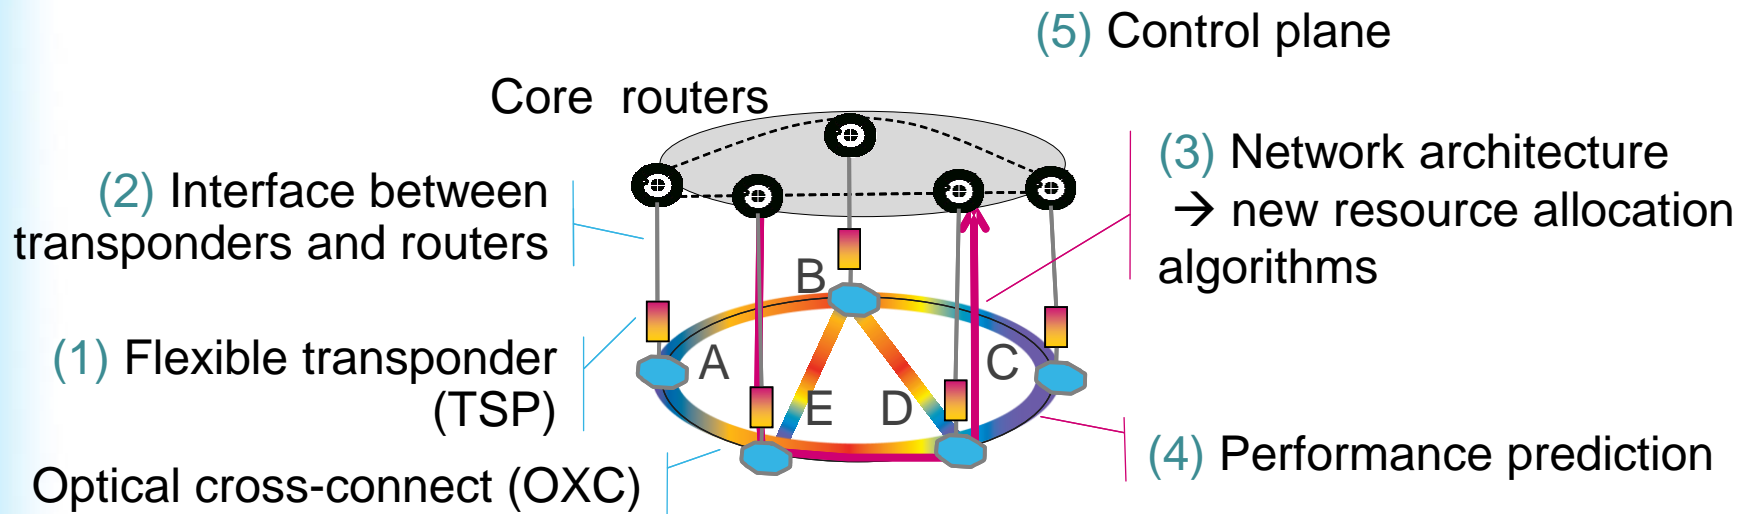 (5) Control plane
Core routers
(3) Network architecture
→ new resource allocation
algorithms
(2) Interface between
transponders and routers
B
A
C
(1) Flexible transponder
(TSP)
E
D
(4) Performance prediction
Optical cross-connect (OXC)